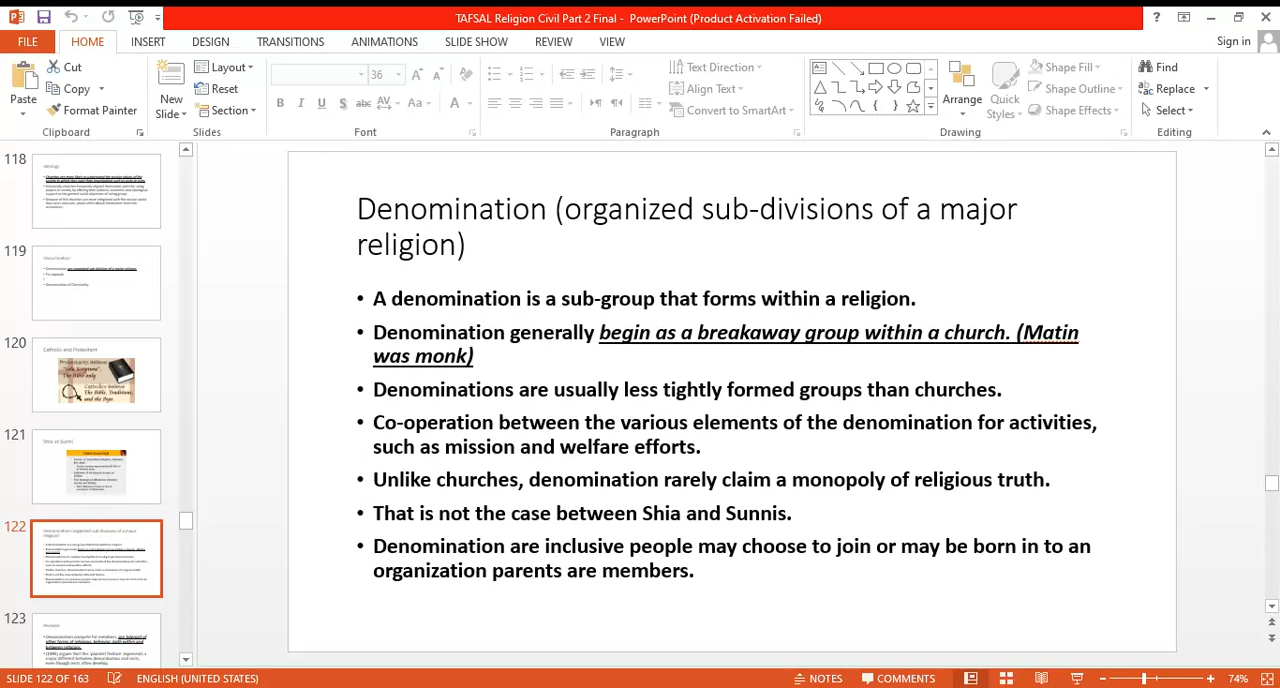 TAFSAL Religion Civil Part 2 Final - PowerPoint (Product Activation Failed)
FILE HOME INSERT DESIGN TRANSITIONS ANIMATIONS SLIDE SHOW REVIEW VIEW Sign in
Paste Cut Copy Format Painter Clipboard
New Slide Layout Reset Section Slides
36 Font
Text Direction Align Text Convert to SmartArt Paragraph
Arrange Quick Styles Shape Fill Shape Outline Shape Effects Drawing
Find Replace Select Editing
118
119
120
Catholic and Protestent
121
Shia vs Sunni
122
123
Denomination (organized sub-divisions of a major
religion)
• A denomination is a sub-group that forms within a religion.
• Denomination generally begin as a breakaway group within a church. (Matin
was monk)
• Denominations are usually less tightly formed groups than churches.
• Co-operation between the various elements of the denomination for activities,
such as mission and welfare efforts.
• Unlike churches, denomination rarely claim a monopoly of religious truth.
• That is not the case between Shia and Sunnis.
• Denomination are inclusive people may choose to join or may be born in to an
organization parents are members.
SLIDE 122 OF 163 ENGLISH (UNITED STATES) NOTES COMMENTS 74%